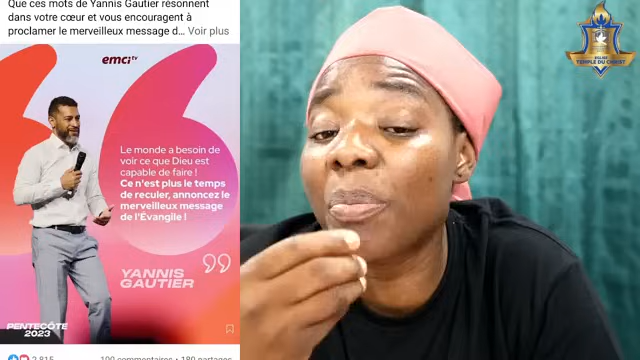 Que ces mots de Yannis Gautier résonnent
dans votre cœur et vous encouragent à
proclamer le merveilleux message d... Voir plus
emci tv
Le monde a besoin de
voir ce que Dieu est
capable de faire !
Ce n'est plus le temps
de reculer, annoncez le
merveilleux message
de l'Évangile !
YANNIS
GAUTIER
PENTECÔTE
2023
2 815
100 commentaires • 180 partages
EGLISE
TEMPLE DU CHRIST